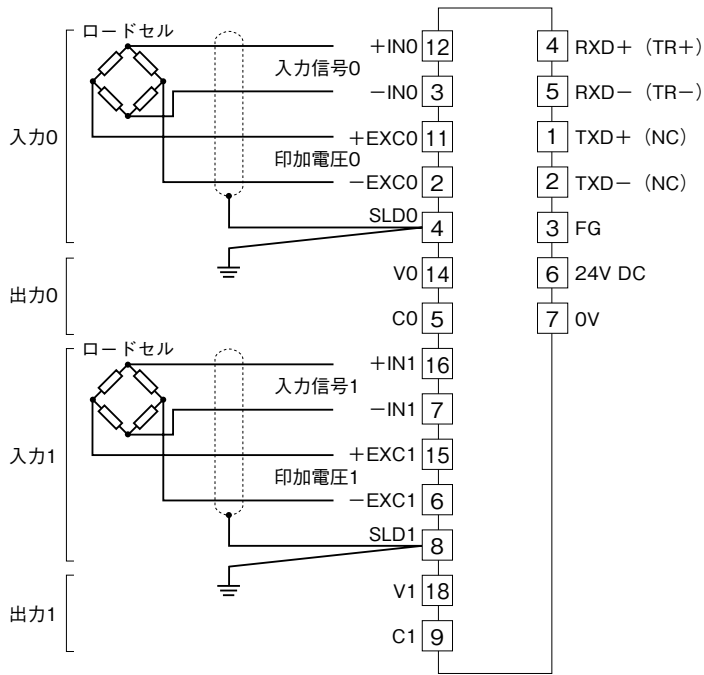 ロードセル
入力0
入力信号0
印加電圧0
+IN0 12
−IN0 3
+EXC0 11
−EXC0 2
SLD0 4
出力0
V0 14
C0 5
ロードセル
入力1
入力信号1
印加電圧1
+IN1 16
−IN1 7
+EXC1 15
−EXC1 6
SLD1 8
出力1
V1 18
C1 9
4 RXD+（TR+）
5 RXD−（TR−）
1 TXD+（NC）
2 TXD−（NC）
3 FG
6 24V DC
7 0V